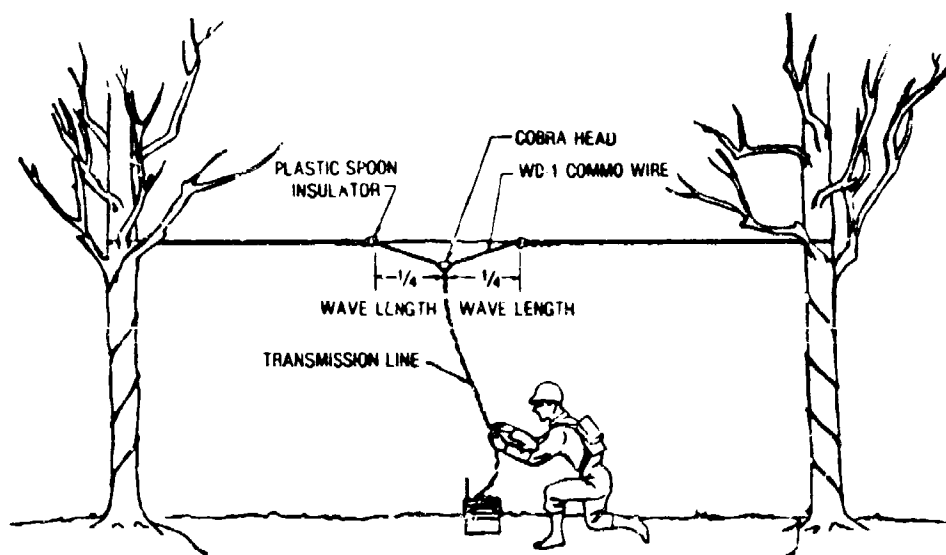 COBRA HEAD
PLASTIC SPOON
INSULATOR
WD-1 COMMO WIRE
1/4
1/4
WAVE LENGTH
WAVE LENGTH
TRANSMISSION LINE